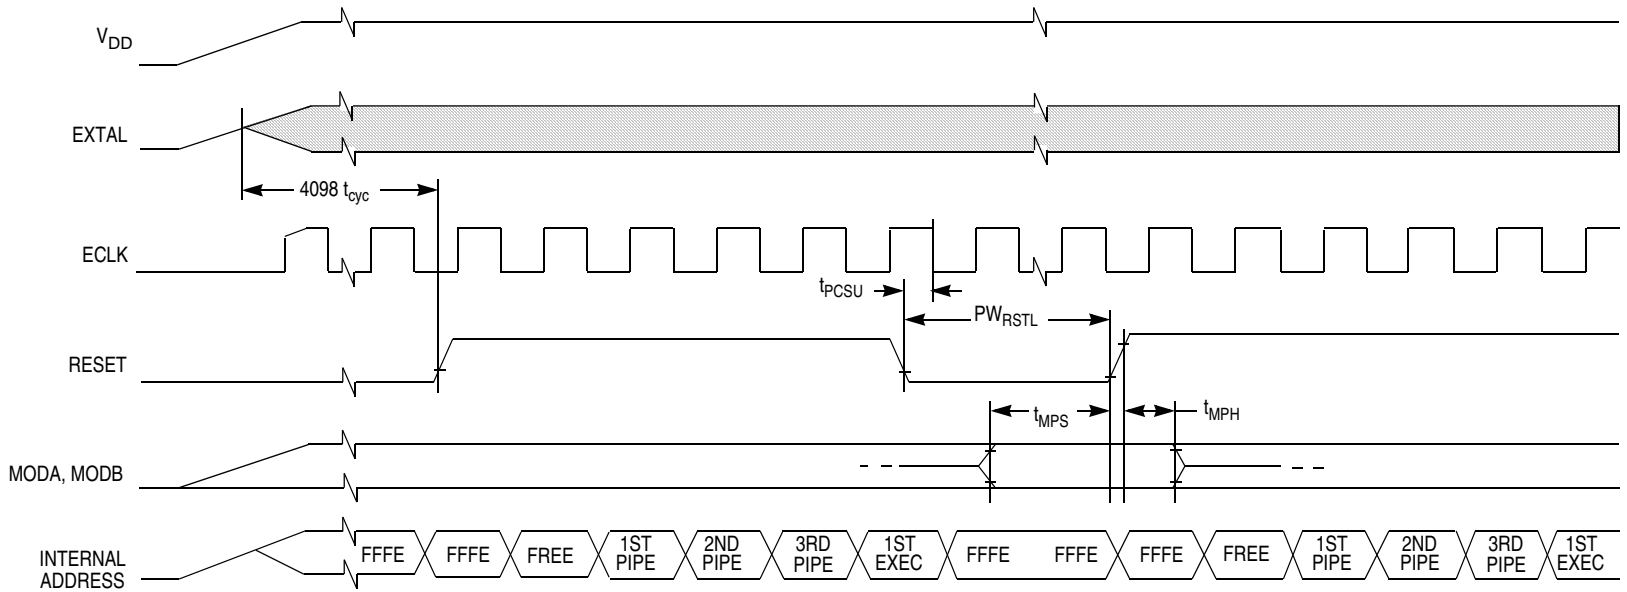 VDD
EXTAL
4098 tcyc
ECLK
tPCSU
PWRSTL
RESET
tMPS
tMPH
MODA, MODB
INTERNAL
ADDRESS
FFFE
FFFE
FREE
1ST
PIPE
2ND
PIPE
3RD
PIPE
1ST
EXEC
FFFE
FFFE
FFFE
FREE
1ST
PIPE
2ND
PIPE
3RD
PIPE
1ST
EXEC